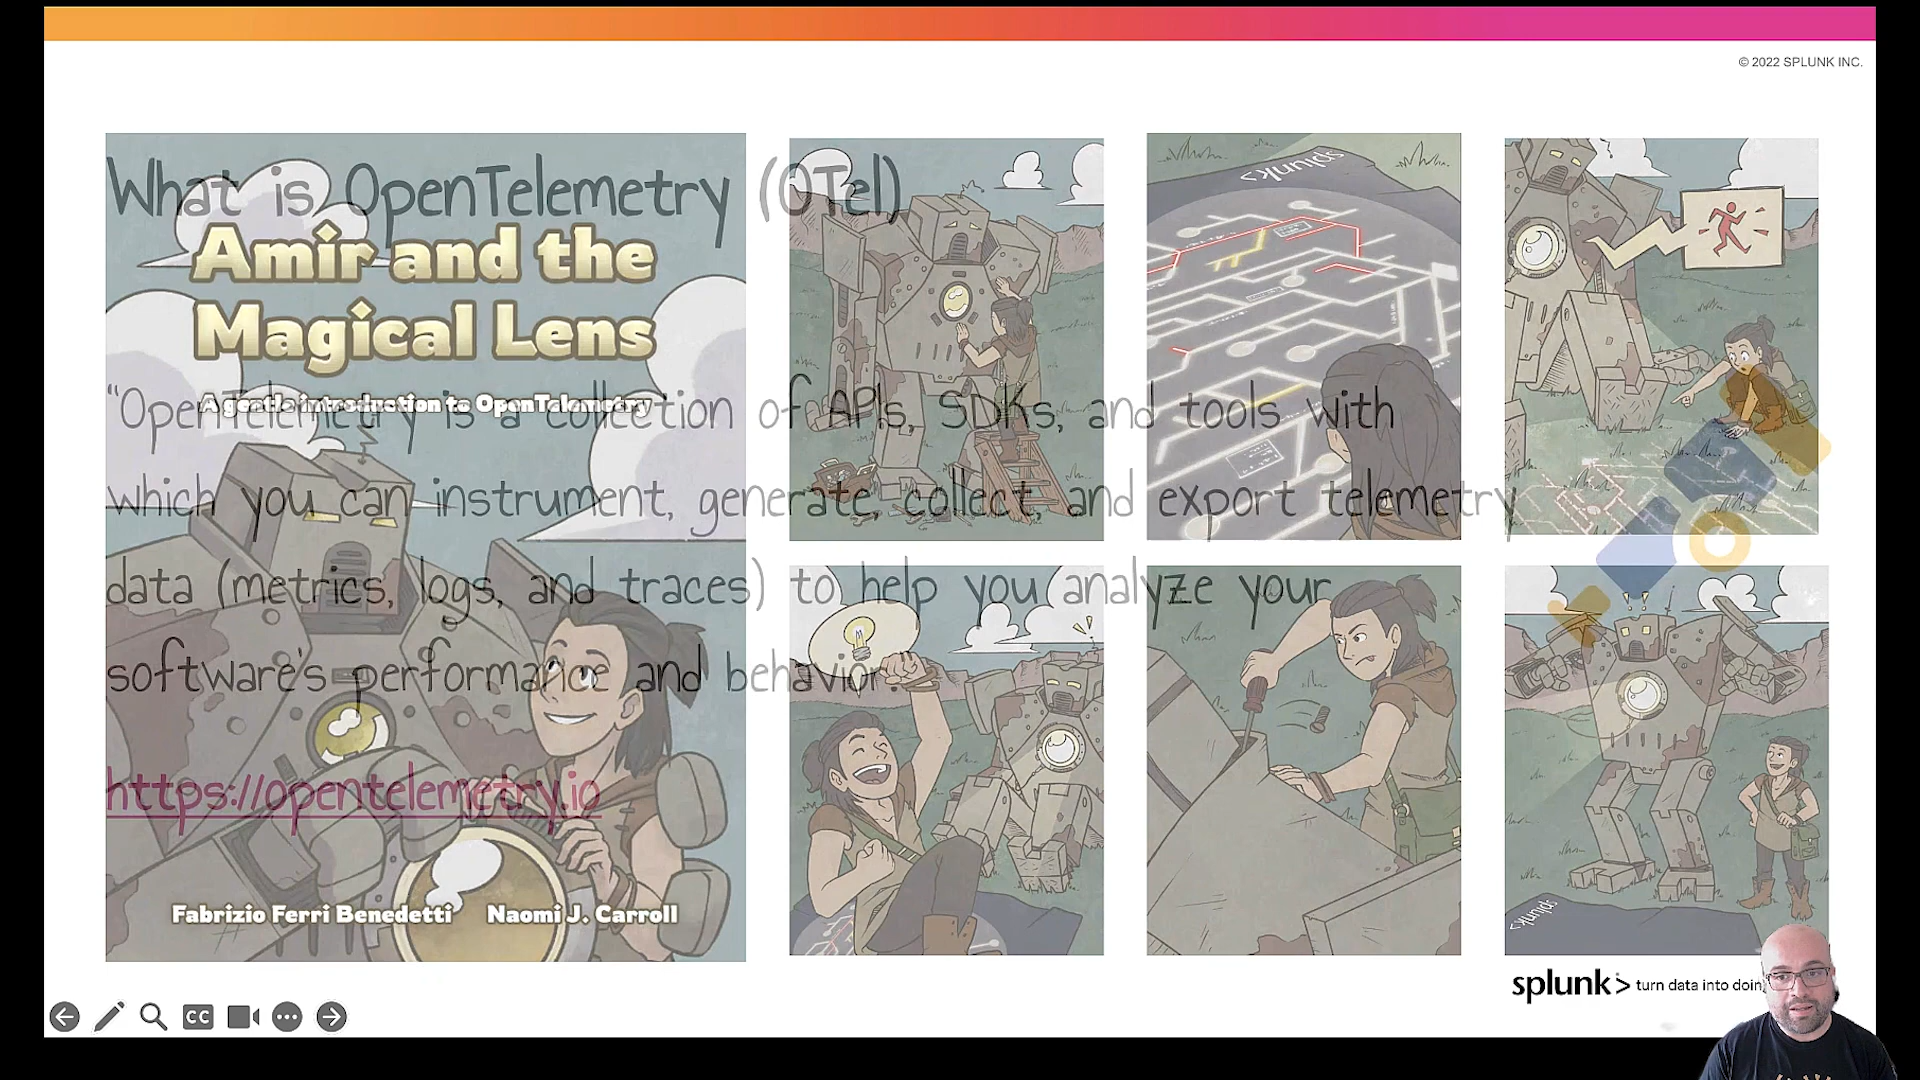 © 2022 SPLUNK INC.
What is OpenTelemetry (OTel)
Amir and the
Magical Lens
A gentle introduction to OpenTelemetry
"OpenTelemetry is a collection of APIs, SDKs, and tools with
which you can instrument, generate, collect, and export telemetry
data (metrics, logs, and traces) to help you analyze your
software's performance and behavior.
https://opentelemetry.io
Fabrizio Ferri Benedetti Naomi J. Carroll
splunk>
splunk>
splunk> turn data into doin
CC